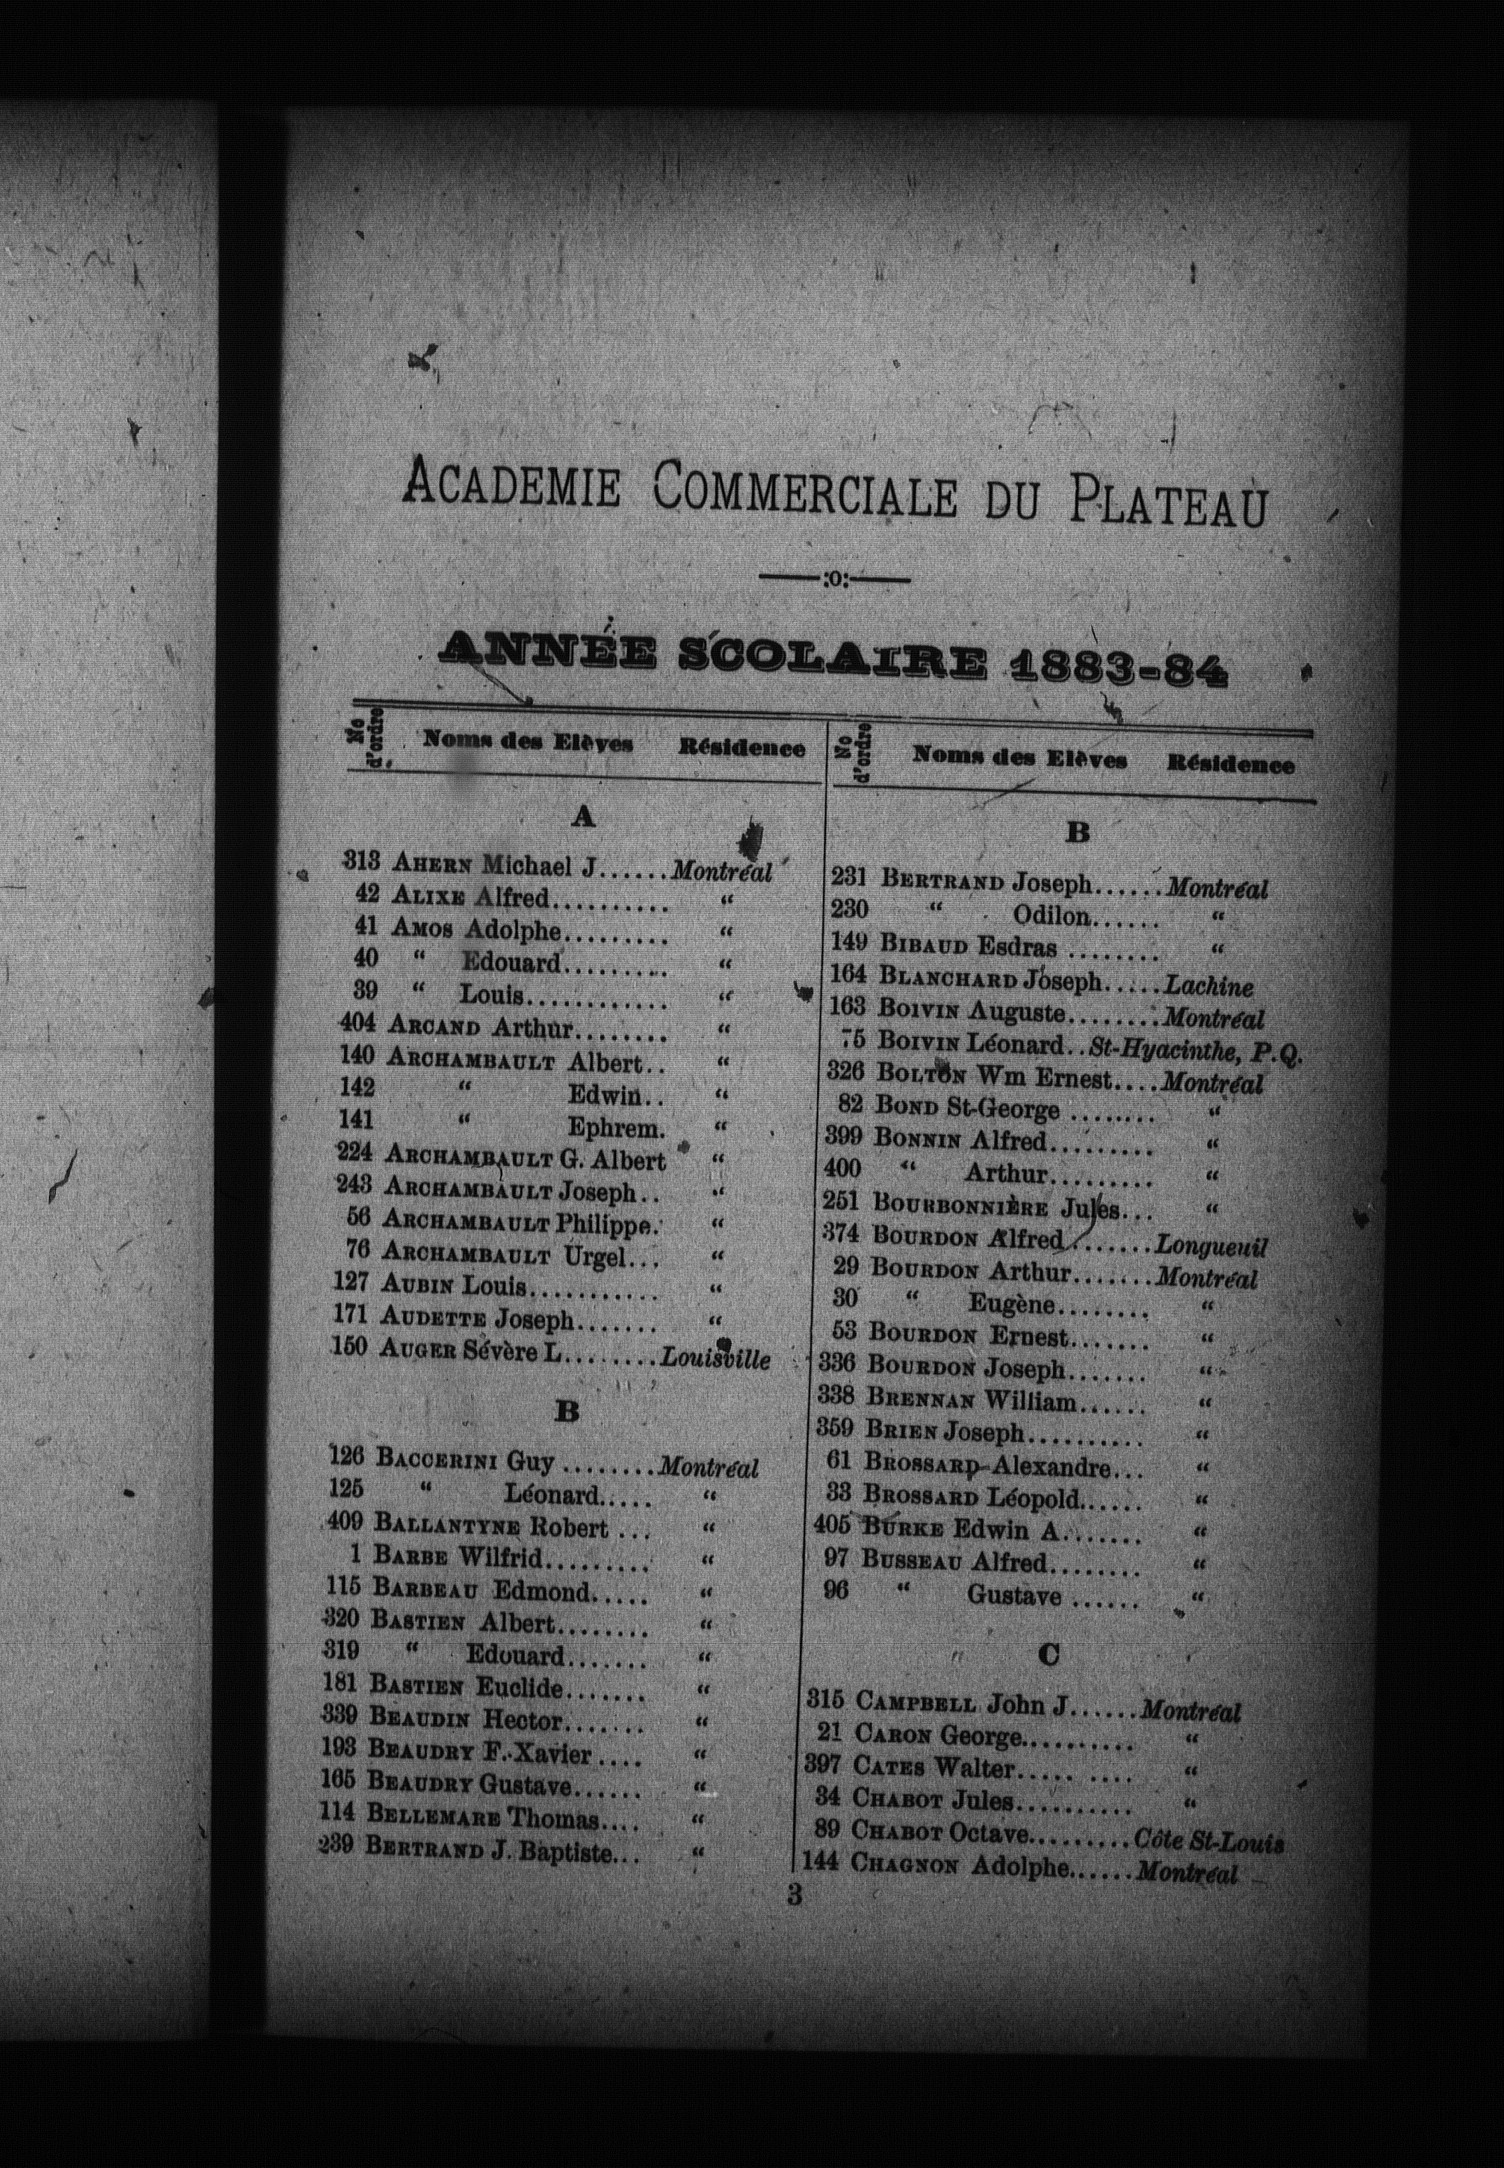 ACADEMIE COMMERCIALE DU PLATEAU
:o:
ANNÉE SCOLAIRE 1883-84
No d'ordre Noms des Elèves Résidence
A
313 AHERN Michael J...... Montréal
42 ALIXE Alfred.......... “
41 AMOS Adolphe......... “
40 “ Edouard.......... “
39 “ Louis............ “
404 ARCAND Arthur........ “
140 ARCHAMBAULT Albert.. “
142 “ Edwin.. “
141 “ Ephrem. “
224 ARCHAMBAULT G. Albert “
243 ARCHAMBAULT Joseph.. “
56 ARCHAMBAULT Philippe. “
76 ARCHAMBAULT Urgel... “
127 AUBIN Louis........... “
171 AUDETTE Joseph....... “
150 AUGER Sévère L........ Louisville
B
126 BACCERINI Guy ........ Montréal
125 “ Léonard..... “
409 BALLANTYNE Robert ... “
1 BARBE Wilfrid......... “
115 BARBEAU Edmond..... “
320 BASTIEN Albert........ “
319 “ Edouard....... “
181 BASTIEN Euclide....... “
339 BEAUDIN Hector....... “
193 BEAUDRY F.-Xavier .... “
165 BEAUDRY Gustave...... “
114 BELLEMARE Thomas.... “
239 BERTRAND J. Baptiste... “
No d'ordre Noms des Elèves Résidence
B
231 BERTRAND Joseph...... Montréal
230 “ Odilon...... “
149 BIBAUD Esdras ........ “
164 BLANCHARD Joseph..... Lachine
163 BOIVIN Auguste........ Montréal
75 BOIVIN Léonard.. St-Hyacinthe, P.Q.
326 BOLTON Wm Ernest.... Montréal
82 BOND St-George ........ “
399 BONNIN Alfred......... “
400 “ Arthur......... “
251 BOURBONNIÈRE Jules... “
374 BOURDON Alfred ....... Longueuil
29 BOURDON Arthur....... Montréal
30 “ Eugène........ “
53 BOURDON Ernest....... “
336 BOURDON Joseph....... “
338 BRENNAN William...... “
359 BRIEN Joseph.......... “
61 BROSSARD Alexandre... “
33 BROSSARD Léopold...... “
405 BURKE Edwin A....... “
97 BUSSEAU Alfred........ “
96 “ Gustave ...... “
C
315 CAMPBELL John J...... Montréal
21 CARON George.......... “
397 CATES Walter..... .... “
34 CHABOT Jules.......... “
89 CHABOT Octave......... Côte St-Louis
144 CHAGNON Adolphe...... Montréal
3